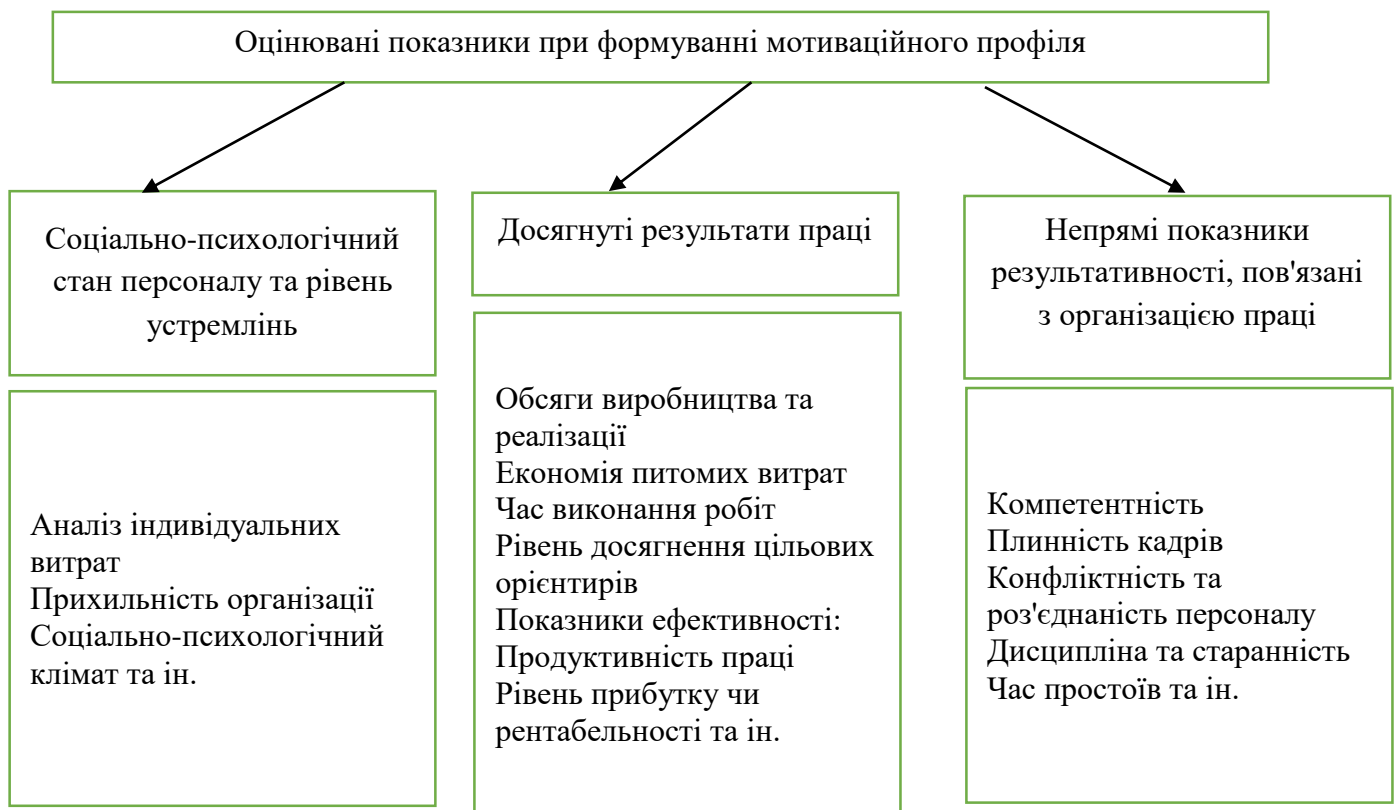 Оцінювані показники при формуванні мотиваційного профіля
Соціально-психологічний
стан персоналу та рівень
устремлінь
Аналіз індивідуальних
витрат
Прихильність організації
Соціально-психологічний
клімат та ін.
Досягнуті результати праці
Обсяги виробництва та
реалізації
Економія питомих витрат
Час виконання робіт
Рівень досягнення цільових
орієнтирів
Показники ефективності:
Продуктивність праці
Рівень прибутку чи
рентабельності та ін.
Непрямі показники
результативності, пов'язані
з організацією праці
Компетентність
Плинність кадрів
Конфліктність та
роз'єднаність персоналу
Дисципліна та старанність
Час простоїв та ін.